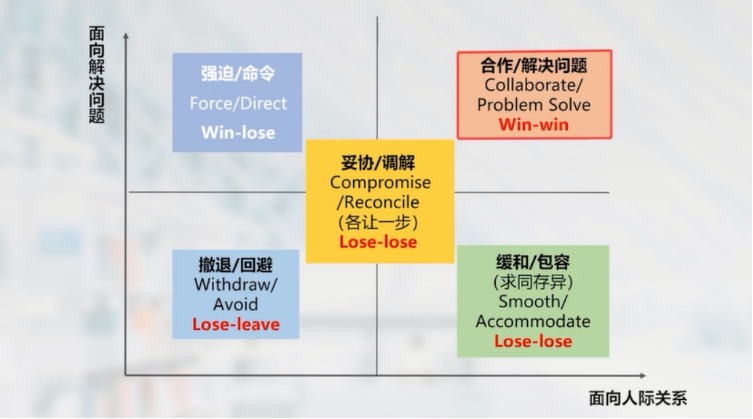 面向解决问题
强迫/命令
Force/Direct
Win-lose
合作/解决问题
Collaborate/
Problem Solve
Win-win
妥协/调解
Compromise
/Reconcile
(各让一步)
Lose-lose
撤退/回避
Withdraw/
Avoid
Lose-leave
缓和/包容
(求同存异)
Smooth/
Accommodate
Lose-lose
面向人际关系